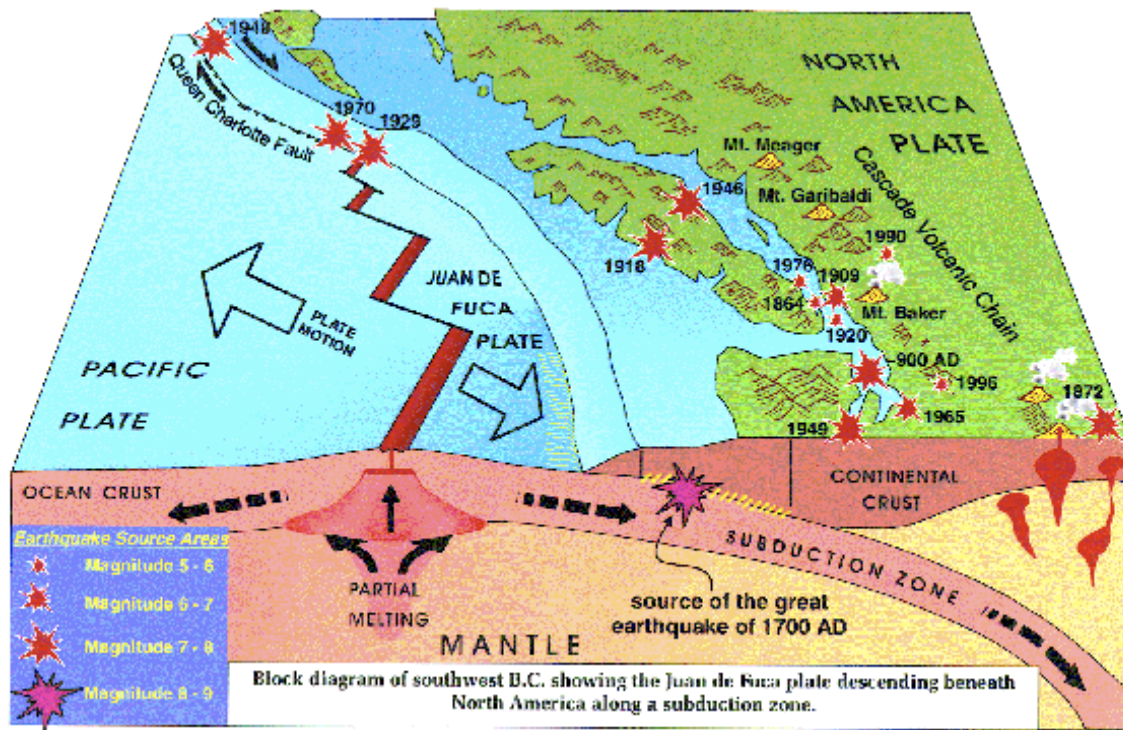 1949
Queen Charlotte Fault
1970
1929
NORTH
AMERICA
PLATE
Mt. Meager
Cascade Volcanic Chain
Mt. Garibaldi
1946
1990
1918
1976
1909
1864
Mt. Baker
1920
JUAN DE
FUCA
PLATE
PLATE
MOTION
PACIFIC
PLATE
900 AD
1996
1872
1965
1949
OCEAN CRUST
CONTINENTAL
CRUST
SUBDUCTION ZONE
Earthquake Source Areas
Magnitude 5 - 6
Magnitude 6 - 7
Magnitude 7 - 8
Magnitude 8 - 9
PARTIAL
MELTING
source of the great
earthquake of 1700 AD
MANTLE
Block diagram of southwest B.C. showing the Juan de Fuca plate descending beneath
North America along a subduction zone.